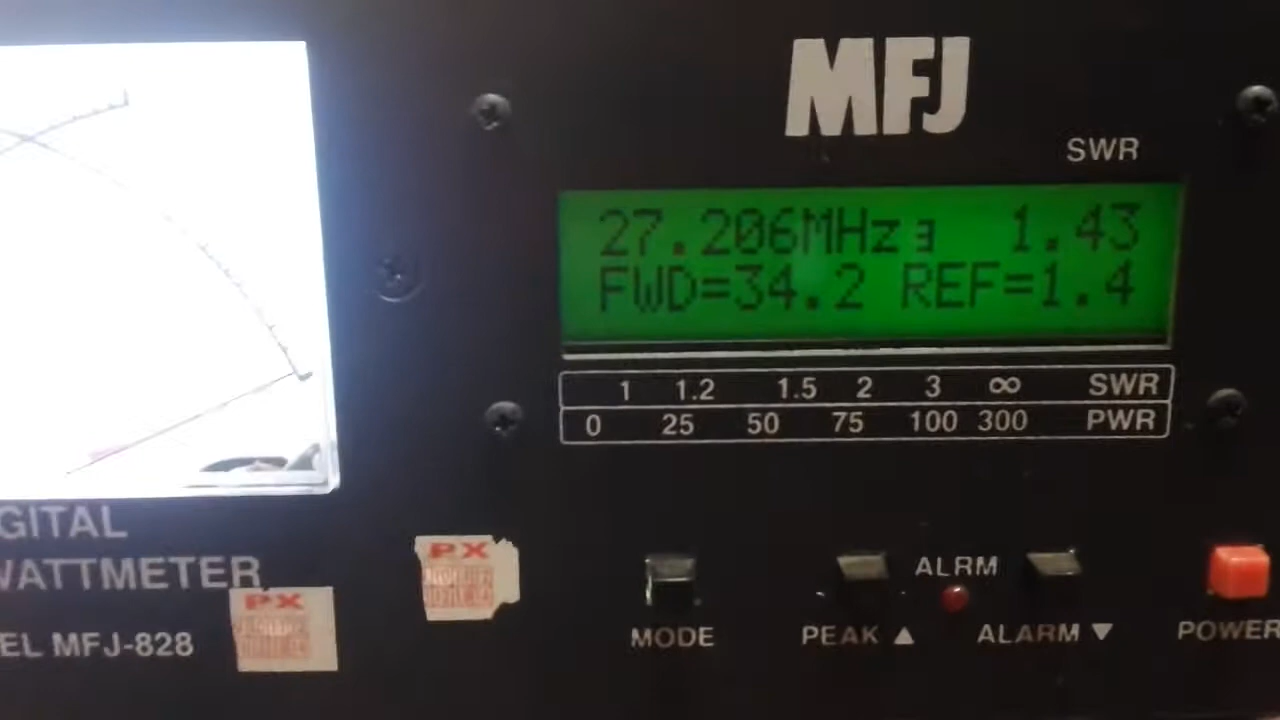 MFJ
SWR
27.206MHz 1.43
FWD=34.2 REF=1.4
1 1.2 1.5 2 3 ∞ SWR
0 25 50 75 100 300 PWR
GITAL
WATTMETER
EL MFJ-828
PX
PX
ALRM
MODE
PEAK ▲
ALARM ▼
POWER